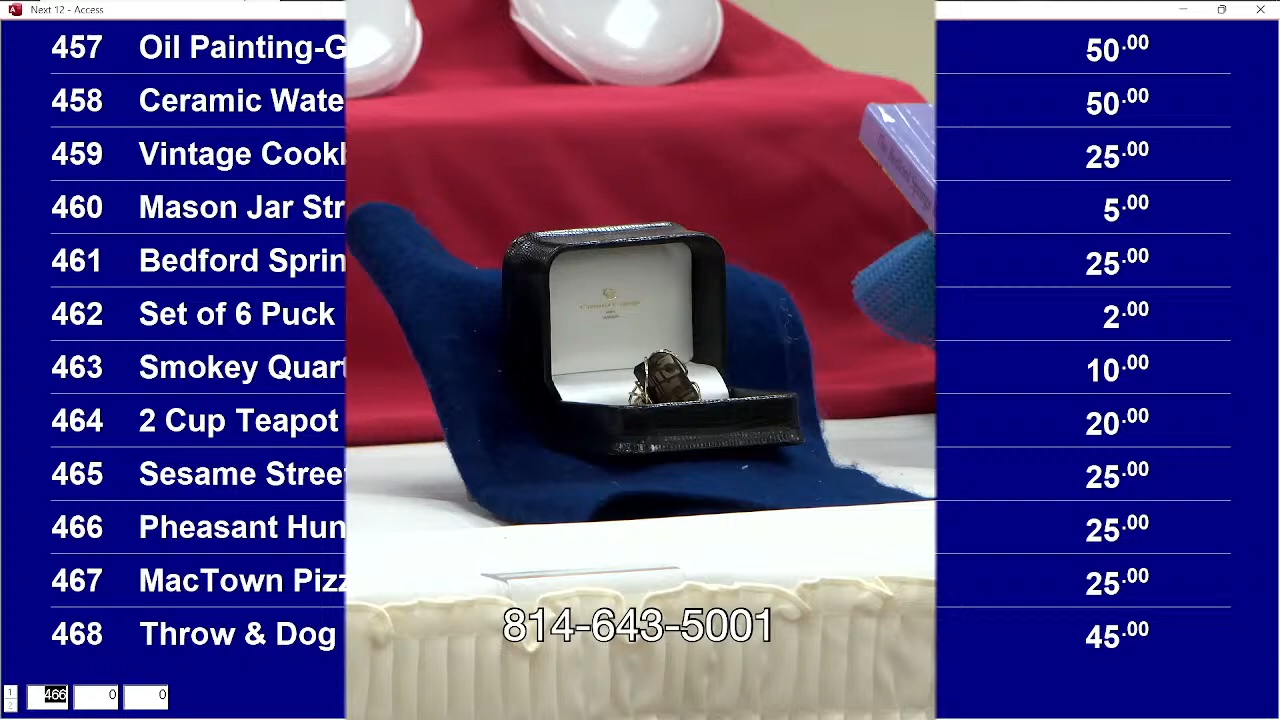 Next 12 - Access
457 Oil Painting-G 50.00
458 Ceramic Wate 50.00
459 Vintage Cook 25.00
460 Mason Jar Str 5.00
461 Bedford Sprin 25.00
462 Set of 6 Puck 2.00
463 Smokey Quart 10.00
464 2 Cup Teapot 20.00
465 Sesame Stree 25.00
466 Pheasant Hun 25.00
467 MacTown Pizz 25.00
468 Throw & Dog 45.00
814-643-5001
466 0 0
1
2